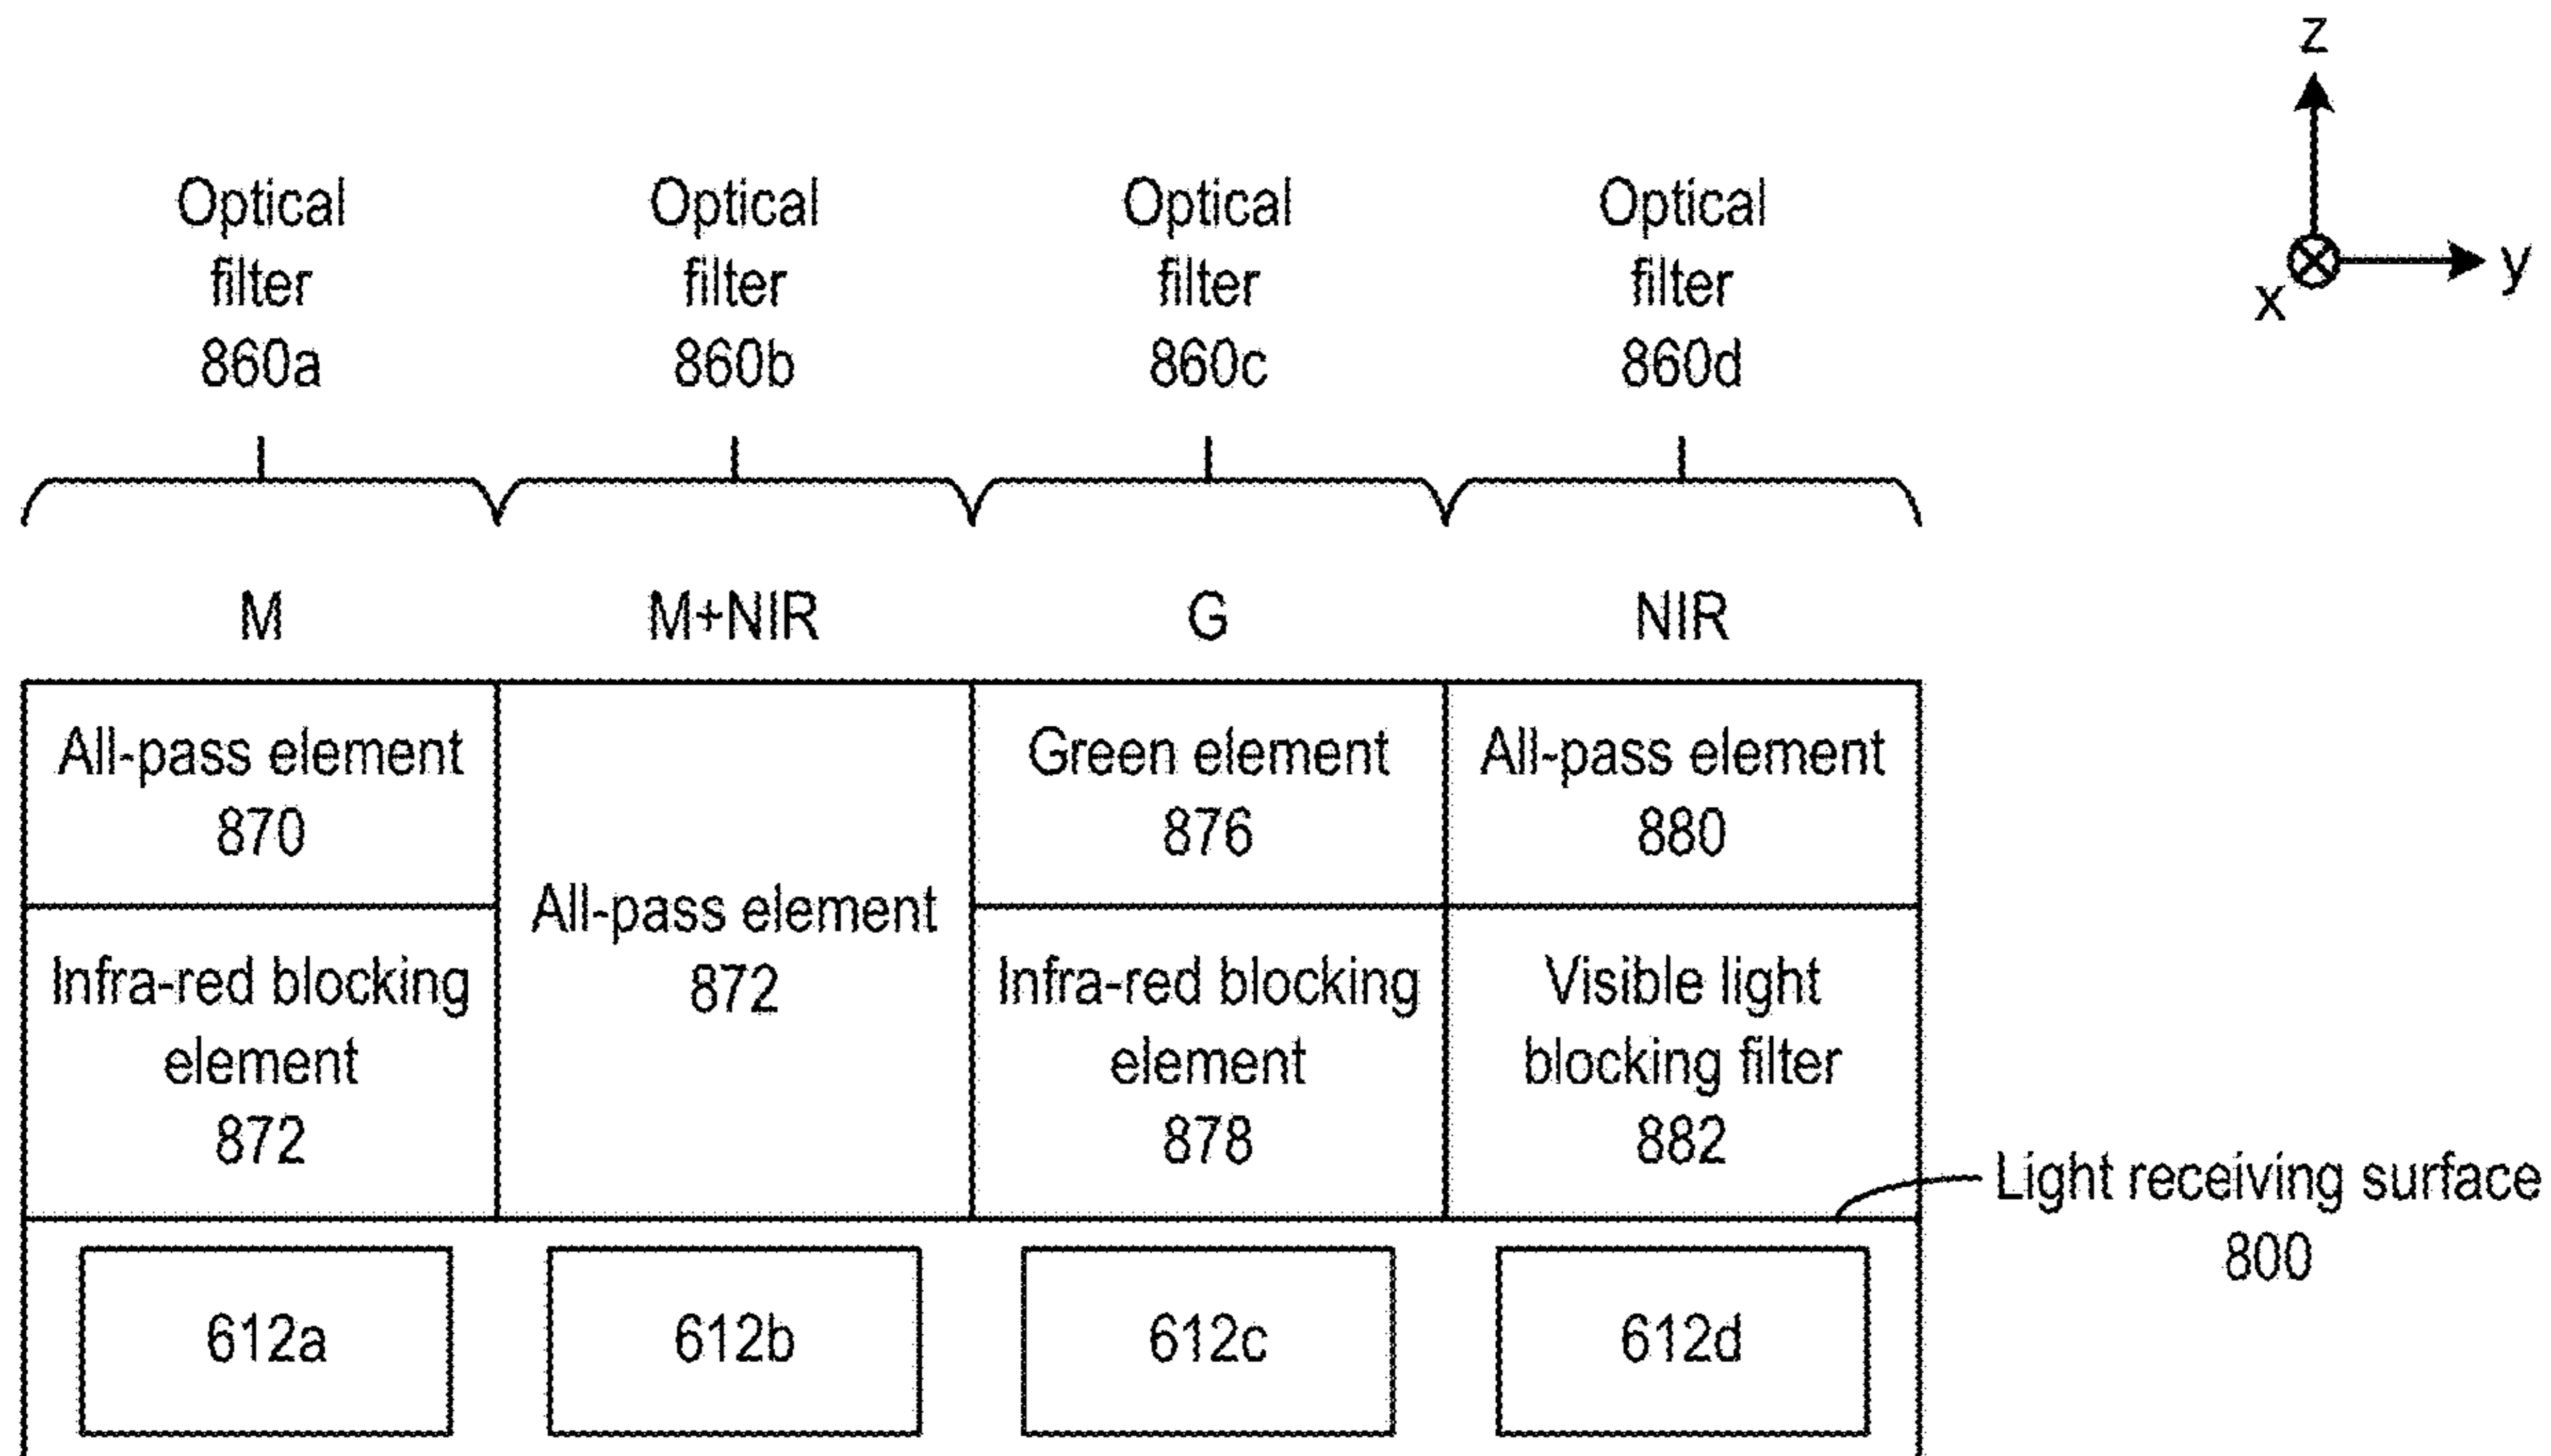 z
y
x
Optical
filter
860a
Optical
filter
860b
Optical
filter
860c
Optical
filter
860d
M
M+NIR
G
NIR
All-pass element
870
Infra-red blocking
element
872
All-pass element
872
Green element
876
Infra-red blocking
element
878
All-pass element
880
Visible light
blocking filter
882
Light receiving surface
800
612a
612b
612c
612d